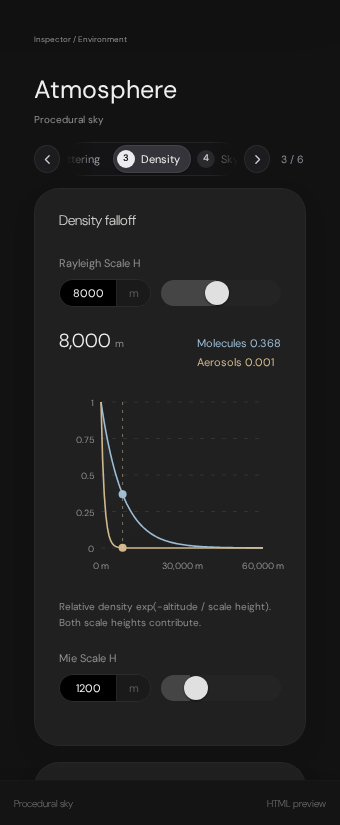 Inspector / Environment
Atmosphere
Procedural sky
tering
3 Density
4 Sky
3 / 6
Density falloff
Rayleigh Scale H
8000 m
8,000 m
Molecules 0.368
Aerosols 0.001
1
0.75
0.5
0.25
0
0 m 30,000 m 60,000 m
Relative density exp(−altitude / scale height).
Both scale heights contribute.
Mie Scale H
1200 m
Procedural sky
HTML preview